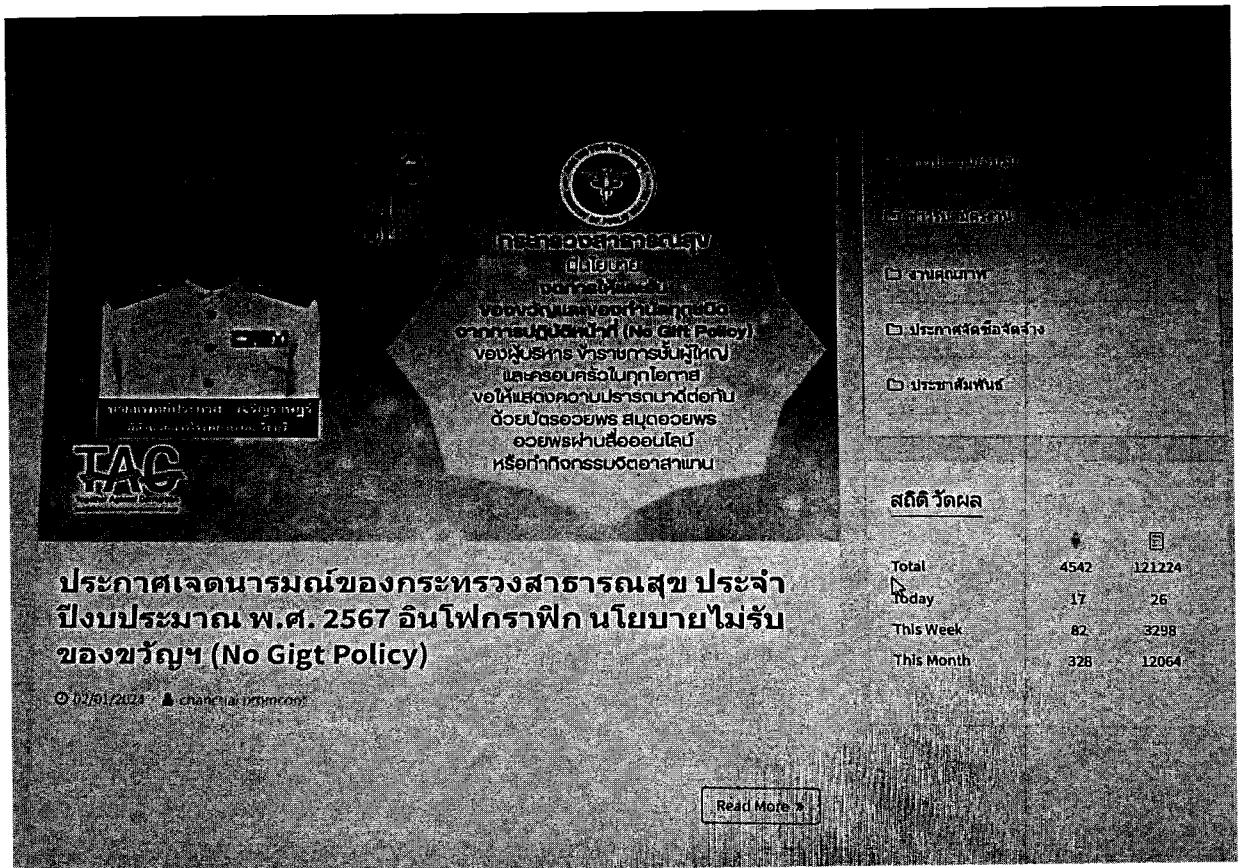 กระทรวงสาธารณสุข
มีนโยบาย
งดการให้และรับ
ของขวัญและของกำนัลทุกชนิด
จากการปฏิบัติหน้าที่ (No Gift Policy)
ของผู้บริหาร ข้าราชการชั้นผู้ใหญ่
และครอบครัวในทุกโอกาส
ขอให้แสดงความปรารถนาดีต่อกัน
ด้วยบัตรอวยพร สมุดอวยพร
อวยพรผ่านสื่อออนไลน์
หรือทำกิจกรรมจิตอาสาแทน
ประกาศเจตนารมณ์ของกระทรวงสาธารณสุข ประจำ
ปีงบประมาณ พ.ศ. 2567 อินโฟกราฟิก นโยบายไม่รับ
ของขวัญฯ (No Gigt Policy)
02/01/2024
Read More »
งานคุณภาพ
ประกาศจัดซื้อจัดจ้าง
ประชาสัมพันธ์
สถิติ วัดผล
Total 4542 121224
Today 17 26
This Week 82 3298
This Month 328 12064